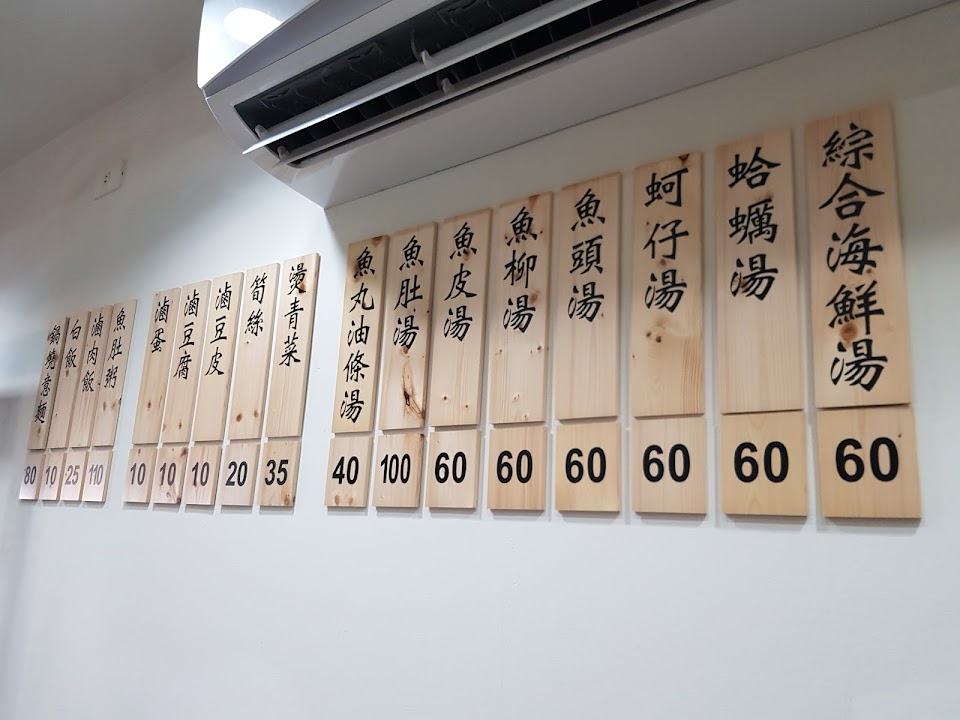 綜合海鮮湯
60
蛤蠣湯
60
蚵仔湯
60
魚頭湯
60
魚柳湯
60
魚皮湯
60
魚肚湯
100
魚丸油條湯
40
燙青菜
35
筍絲
20
滷豆皮
10
滷豆腐
10
滷蛋
10
魚肚粥
110
滷肉飯
25
白飯
10
鍋燒意麵
80